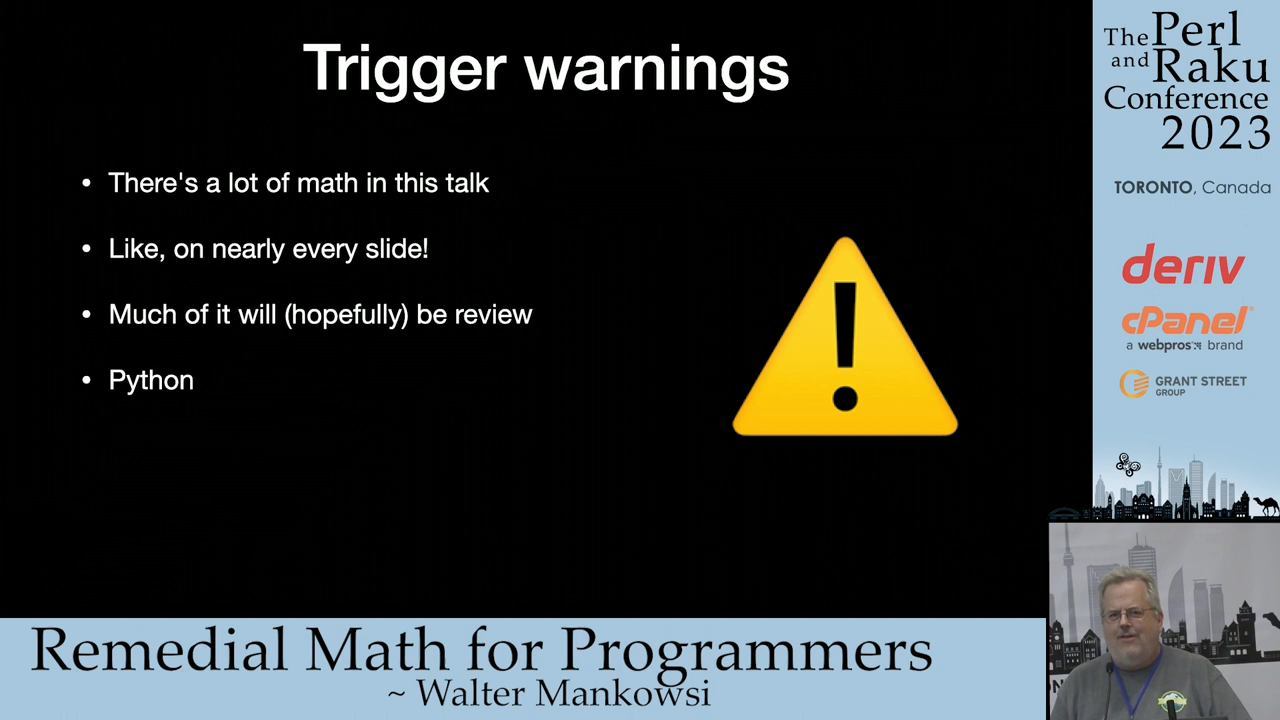 Trigger warnings
• There's a lot of math in this talk
• Like, on nearly every slide!
• Much of it will (hopefully) be review
• Python
The Perl
and Raku
Conference
2023
TORONTO, Canada
deriv
cPanel®
a webpros brand
GRANT STREET
GROUP
Remedial Math for Programmers
~ Walter Mankowsi